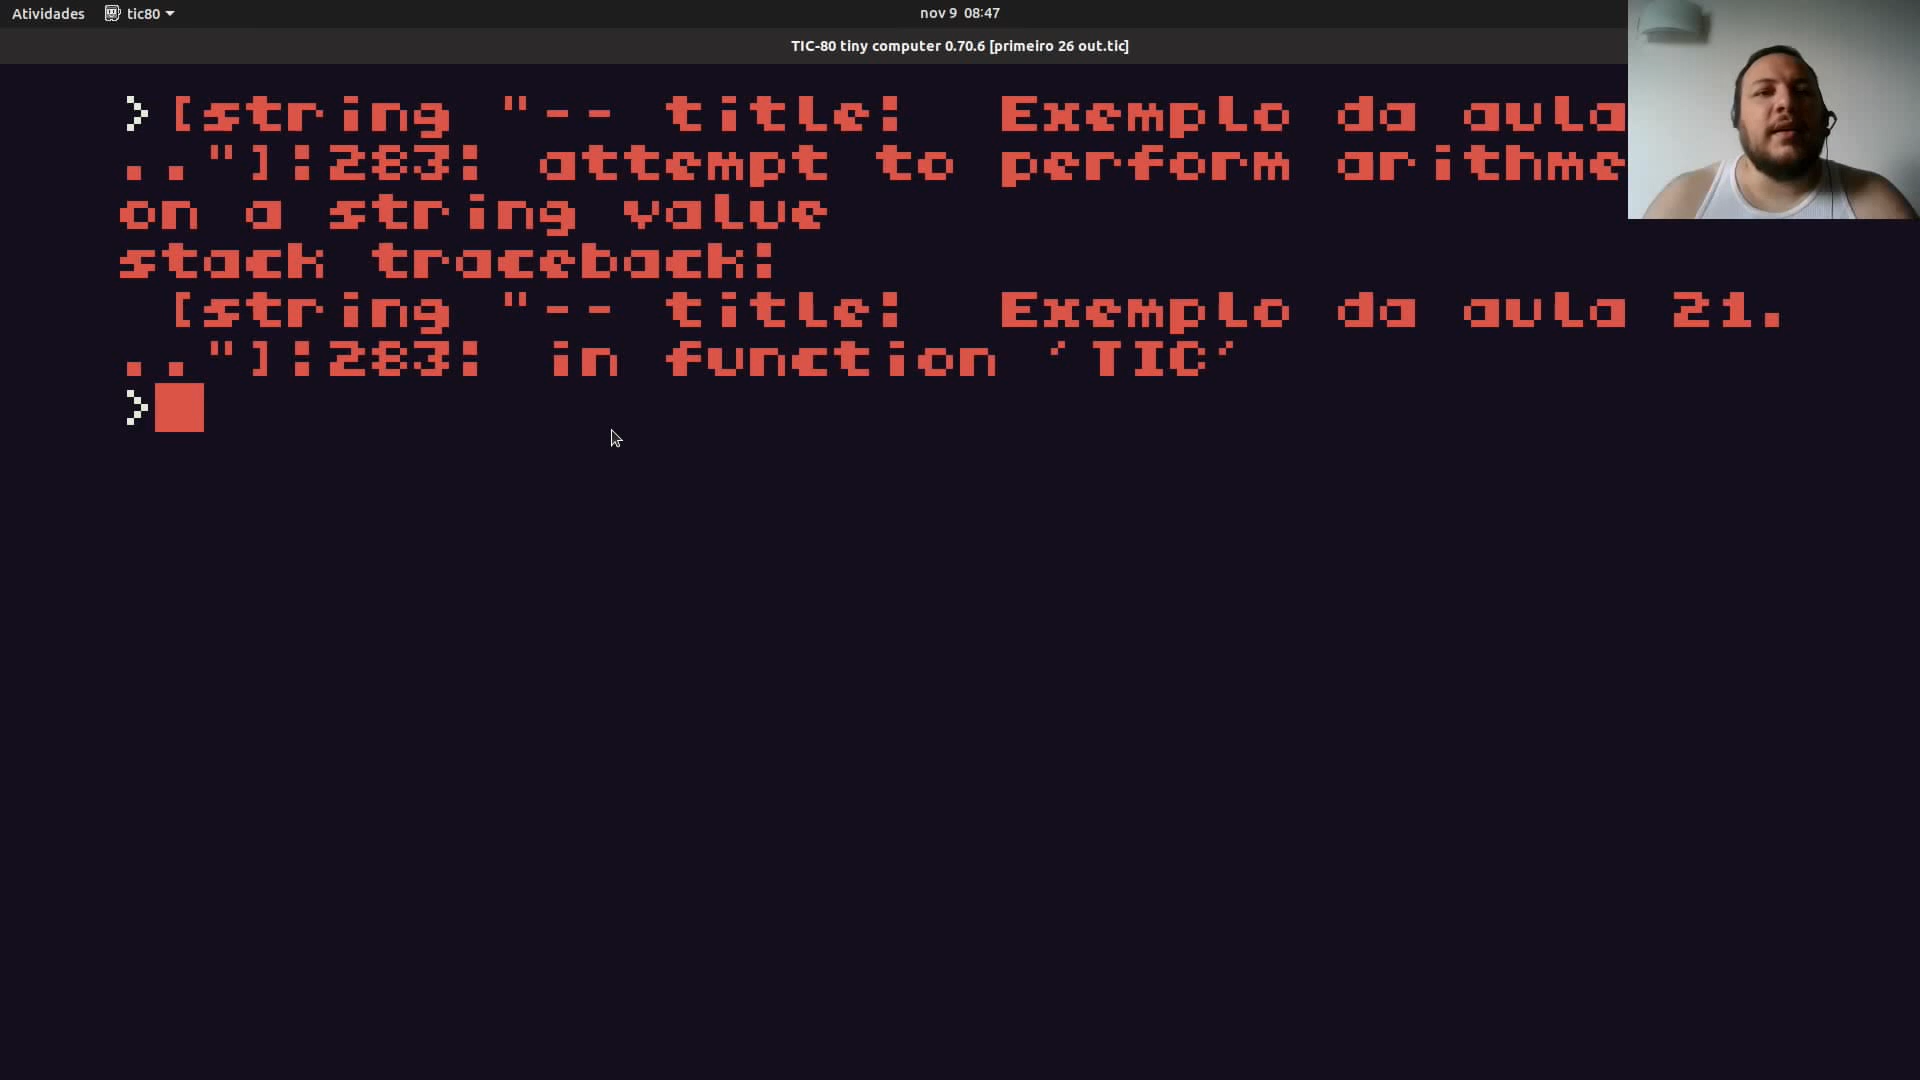 Atividades tic80 nov 9 08:47
TIC-80 tiny computer 0.70.6 [primeiro 26 out.tic]
>[string "-- title: Exemplo da aula
.."]:283: attempt to perform arithme
on a string value
stack traceback:
[string "-- title: Exemplo da aula 21.
.."]:283: in function 'TIC'
>